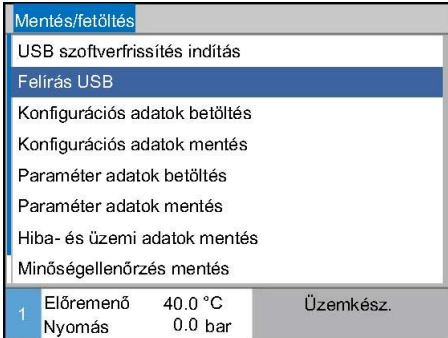 Mentés/fetöltés
USB szoftverfrissítés indítás
Felírás USB
Konfigurációs adatok betöltés
Konfigurációs adatok mentés
Paraméter adatok betöltés
Paraméter adatok mentés
Hiba- és üzemi adatok mentés
Minőségellenőrzés mentés
1 Előremenő 40.0 °C Üzemkész.
Nyomás 0.0 bar